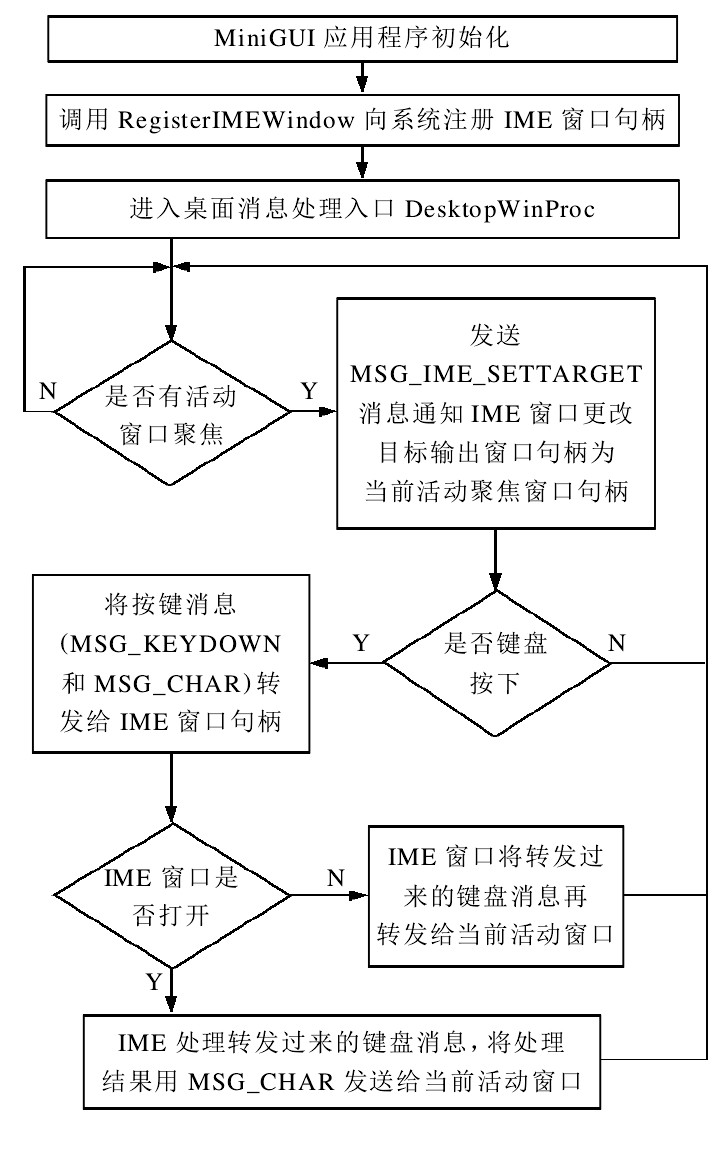 MiniGUI 应用程序初始化
调用 RegisterIMEWindow 向系统注册 IME 窗口句柄
进入桌面消息处理入口 DesktopWinProc
发送
MSG_IME_SETTARGET
消息通知 IME 窗口更改
目标输出窗口句柄为
当前活动聚焦窗口句柄
N
是否有活动
窗口聚焦
Y
将按键消息
(MSG_KEYDOWN
和 MSG_CHAR)转
发给 IME 窗口句柄
Y
是否键盘
按下
N
IME 窗口是
否打开
N
IME 窗口将转发过
来的键盘消息再
转发给当前活动窗口
Y
IME 处理转发过来的键盘消息，将处理
结果用 MSG_CHAR 发送给当前活动窗口